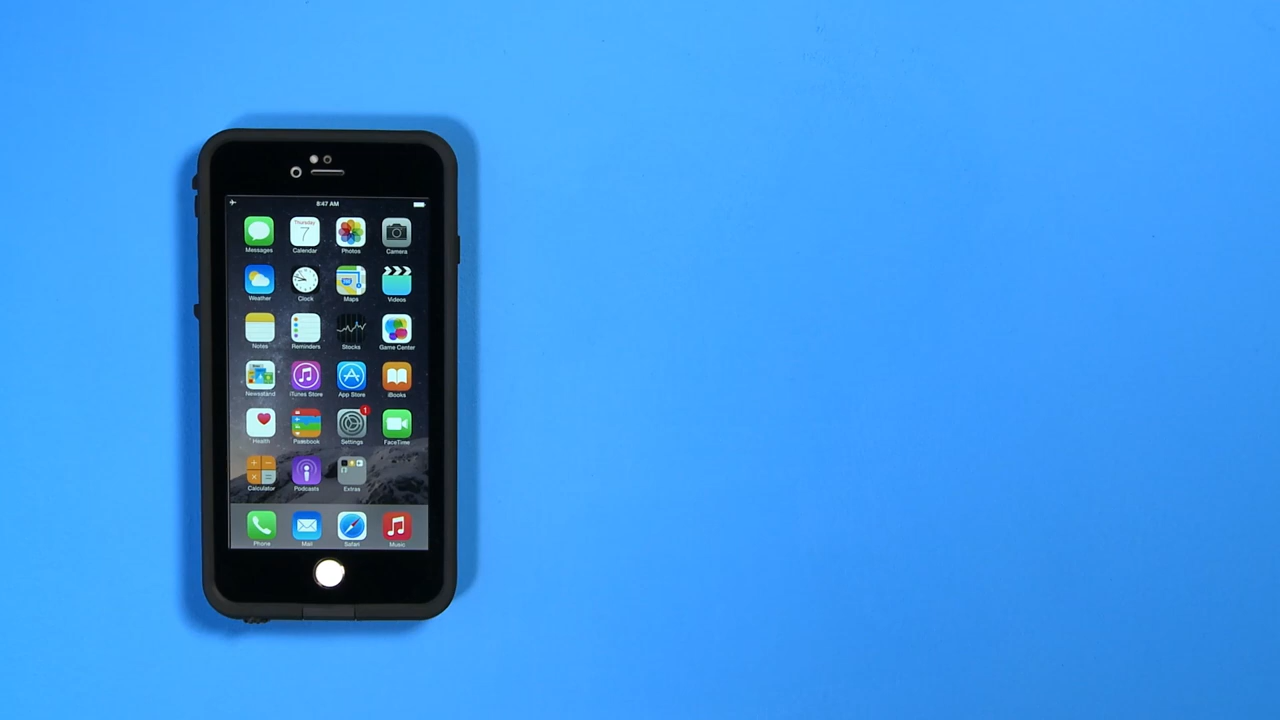 8:47 AM
Thursday
7
Messages Calendar Photos Camera
Weather Clock Maps Videos
Notes Reminders Stocks Game Center
Newsstand iTunes Store App Store iBooks
1
Health Passbook Settings FaceTime
Calculator Podcasts Extras
Phone Mail Safari Music